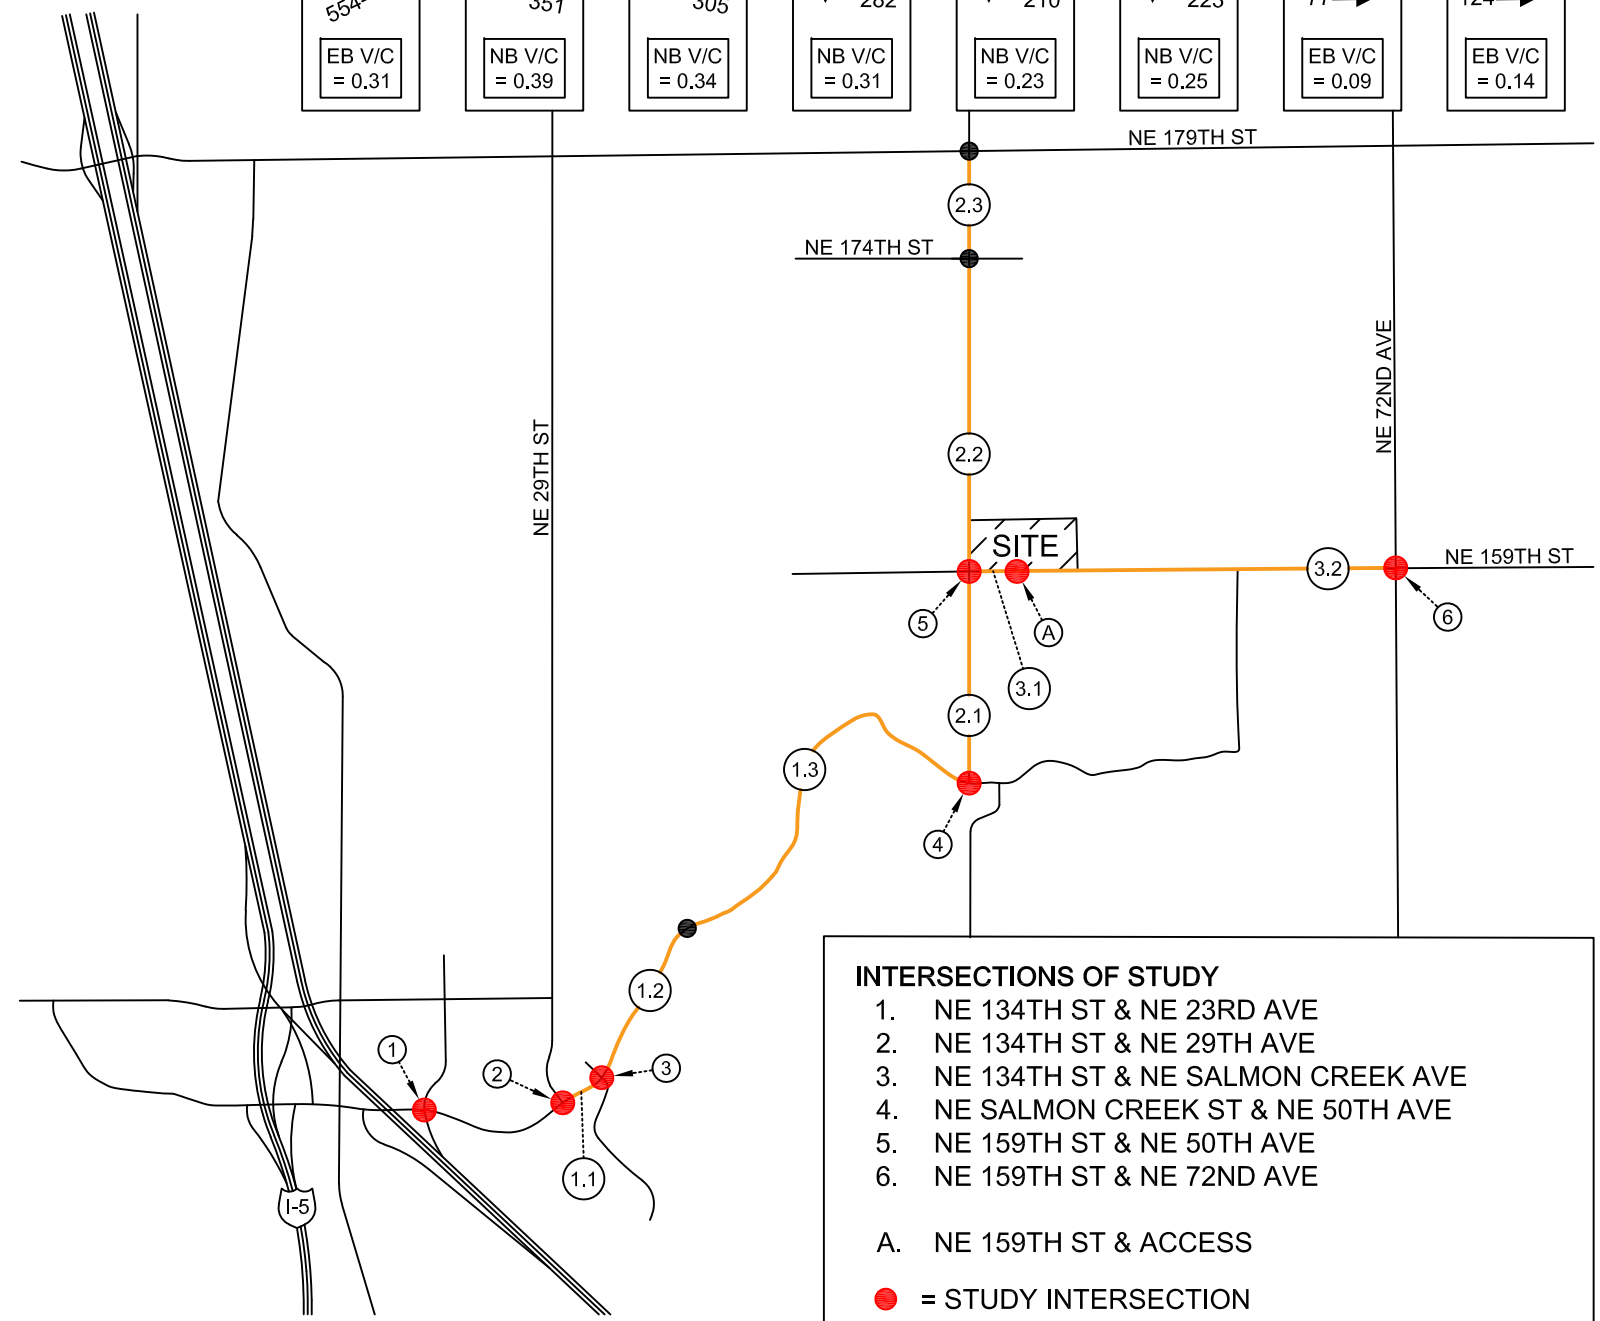 554
351
305
282
210
223
77
124
EB V/C
= 0.31
NB V/C
= 0.39
NB V/C
= 0.34
NB V/C
= 0.31
NB V/C
= 0.23
NB V/C
= 0.25
EB V/C
= 0.09
EB V/C
= 0.14
NE 179TH ST
2.3
NE 174TH ST
NE 72ND AVE
NE 29TH ST
2.2
SITE
NE 159TH ST
3.2
5
A
6
3.1
2.1
1.3
4
1.2
1
2
3
1.1
I-5
INTERSECTIONS OF STUDY
1. NE 134TH ST & NE 23RD AVE
2. NE 134TH ST & NE 29TH AVE
3. NE 134TH ST & NE SALMON CREEK AVE
4. NE SALMON CREEK ST & NE 50TH AVE
5. NE 159TH ST & NE 50TH AVE
6. NE 159TH ST & NE 72ND AVE
A. NE 159TH ST & ACCESS
= STUDY INTERSECTION